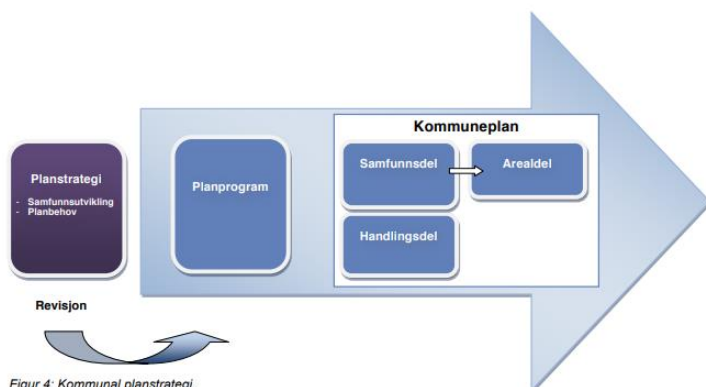 Kommuneplan
Planstrategi
- Samfunnsutvikling
- Planbehov
Planprogram
Samfunnsdel
Arealdel
Handlingsdel
Revisjon
Figur 4: Kommunal planstrategi